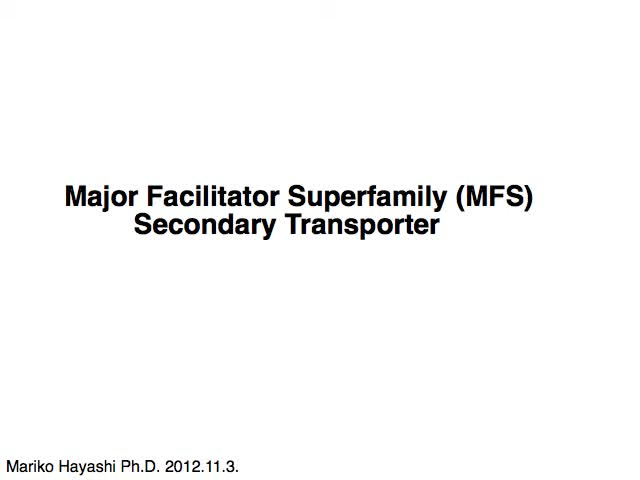 Major Facilitator Superfamily (MFS)
Secondary Transporter
Mariko Hayashi Ph.D. 2012.11.3.